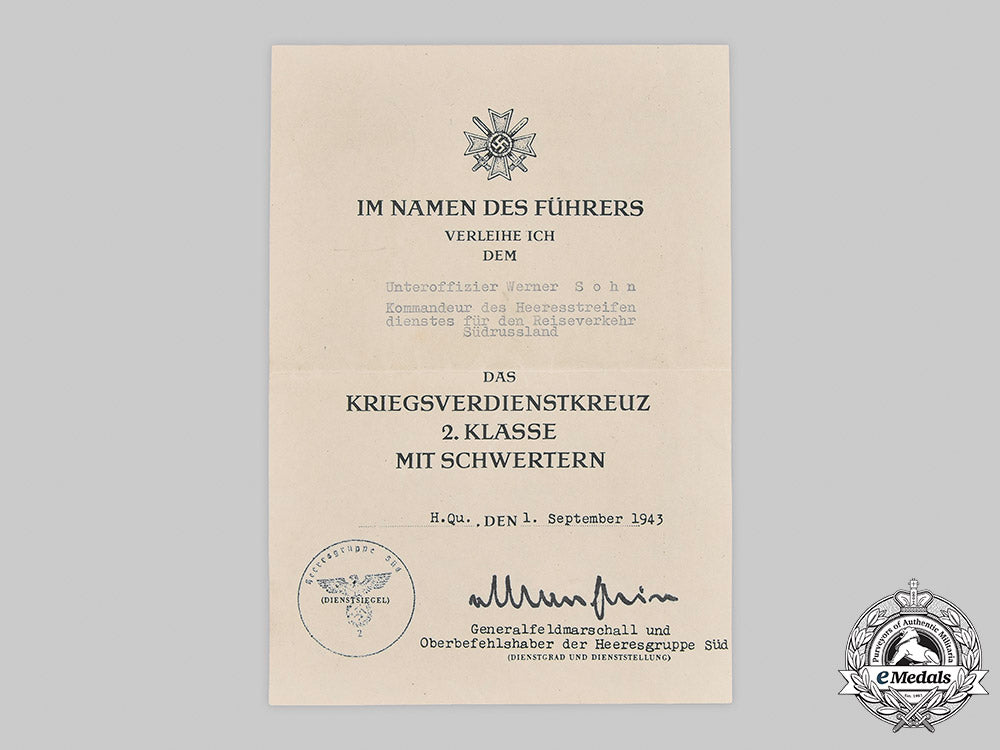 IM NAMEN DES FÜHRERS
VERLEIHE ICH
DEM
Unteroffizier Werner S o h n
Kommandeur des Heeresstreifen
dienstes für den Reiseverkehr
Südrussland
DAS
KRIEGSVERDIENSTKREUZ
2. KLASSE
MIT SCHWERTERN
H.Qu. , DEN 1. September 1943
Heeresgruppe Süd
(DIENSTSIEGEL)
2
v Manstein
Generalfeldmarschall und
Oberbefehlshaber der Heeresgruppe Süd
(DIENSTGRAD UND DIENSTSTELLUNG)
Purveyors of Authentic Militaria
eMedals